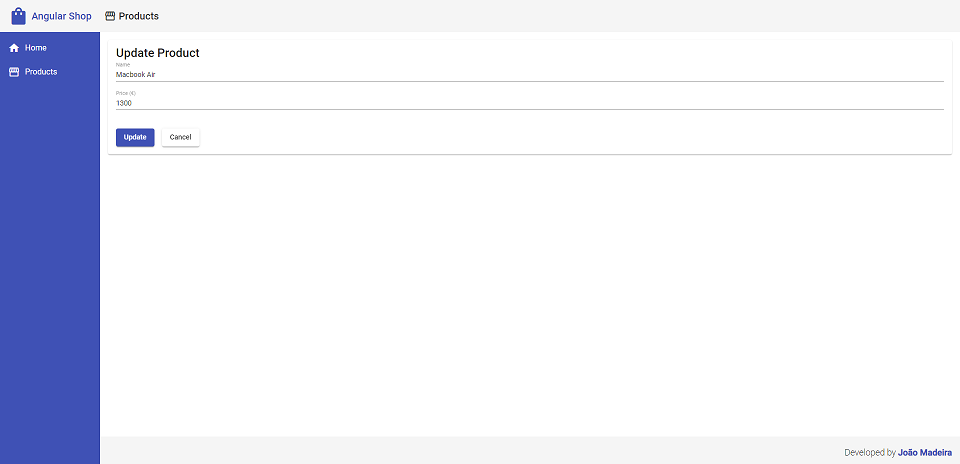 Angular Shop Products
Home
Products
Update Product
Name
Macbook Air
Price (€)
1300
Update Cancel
Developed by João Madeira